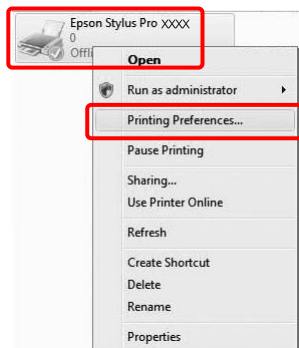 Epson Stylus Pro XXXX
0
Offli
Open
Run as administrator
Printing Preferences...
Pause Printing
Sharing...
Use Printer Online
Refresh
Create Shortcut
Delete
Rename
Properties